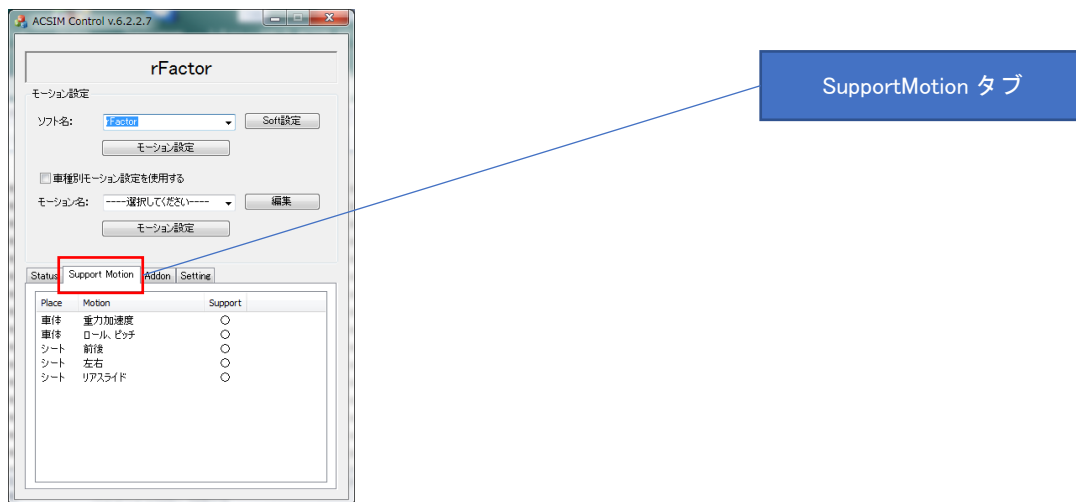 ACSIM Control v.6.2.2.7
rFactor
モーション設定
ソフト名: rFactor Soft設定
モーション設定
車種別モーション設定を使用する
モーション名: ----選択してください---- 編集
モーション設定
Status Support Motion Addon Setting
Place Motion Support
車体 重力加速度 ○
車体 ロール、ピッチ ○
シート 前後 ○
シート 左右 ○
シート リアスライド ○
SupportMotion タブ